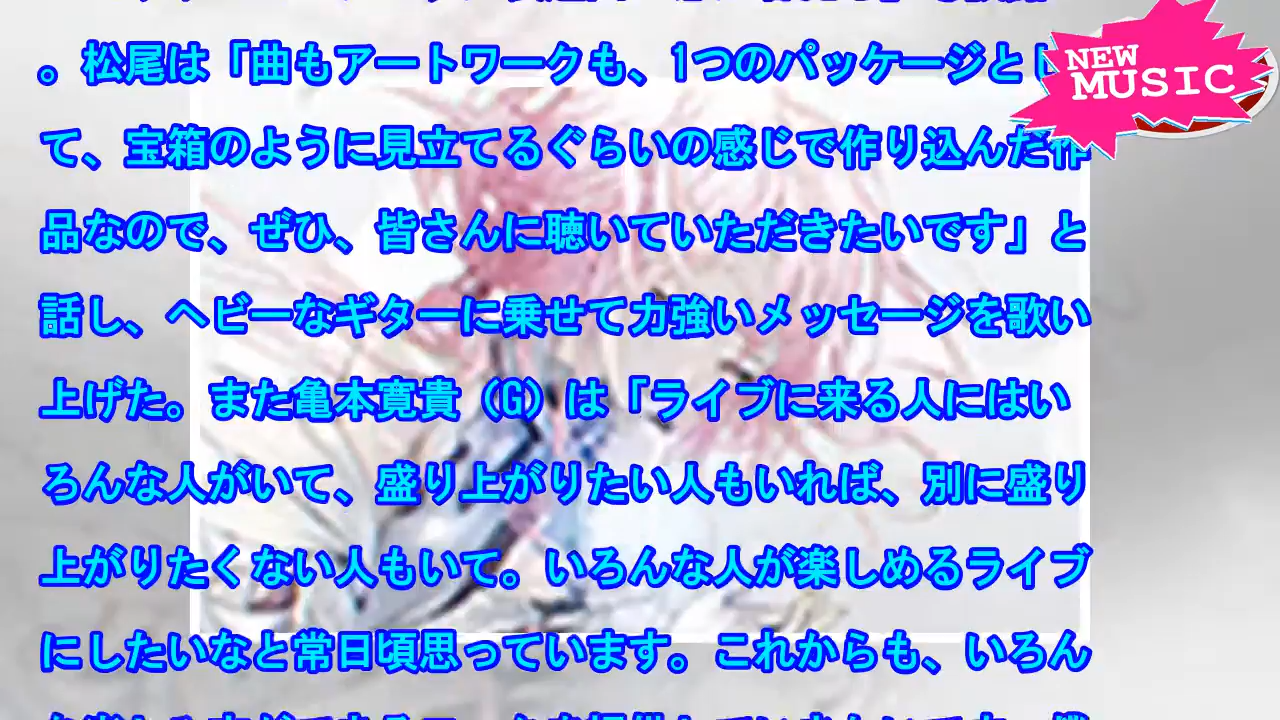 。松尾は「曲もアートワークも、1つのパッケージとし
て、宝箱のように見立てるぐらいの感じで作り込んだ作
品なので、ぜひ、皆さんに聴いていただきたいです」と
話し、ヘビーなギターに乗せて力強いメッセージを歌い
上げた。また亀本寛貴（G）は「ライブに来る人にはい
ろんな人がいて、盛り上がりたい人もいれば、別に盛り
上がりたくない人もいて。いろんな人が楽しめるライブ
にしたいなと常日頃思っています。これからも、いろん
NEW
MUSIC